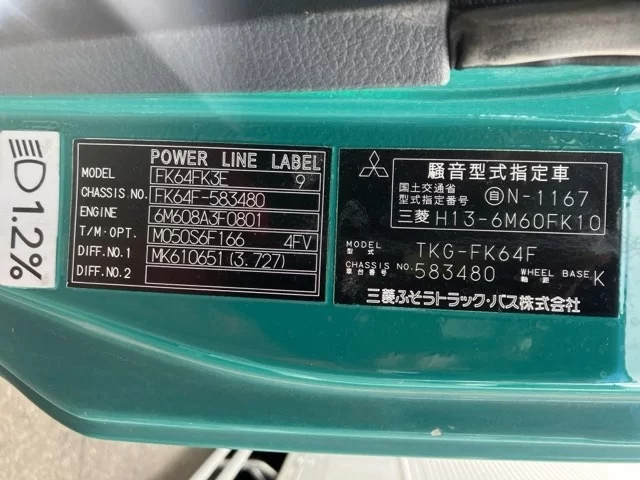 1.2%
POWER LINE LABEL
MODEL FK64FK3E 9
CHASSIS NO. FK64F-583480
ENGINE 6M608A3F0801
T/M·OPT. M050S6F166 4FV
DIFF.NO.1 MK610651(3.727)
DIFF.NO.2
騒音型式指定車
国土交通省
型式指定番号 自N-1167
三菱 H13-6M60FK10
MODEL 型式 TKG-FK64F
CHASSIS NO. 車台番号 583480 WHEEL BASE 軸距 K
三菱ふそうトラック・バス株式会社